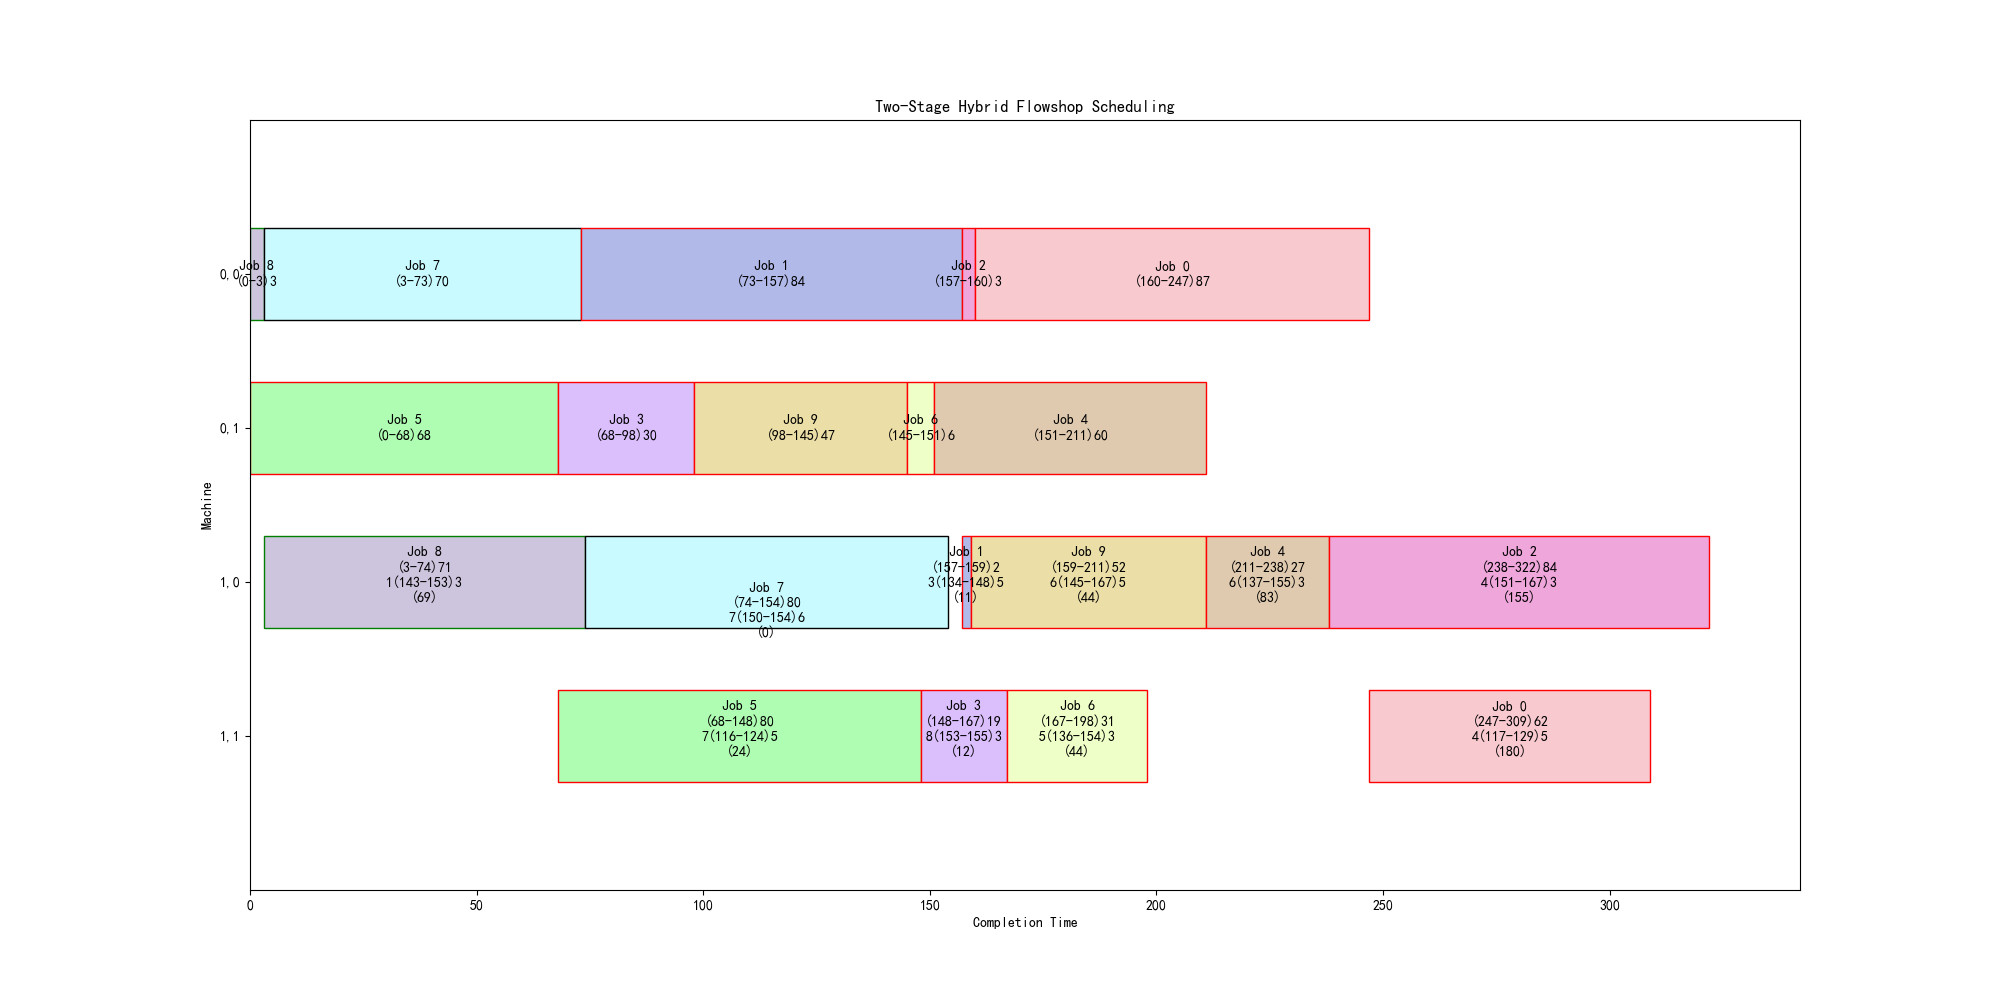 Two-Stage Hybrid Flowshop Scheduling
0,0
Job 8
(0-3)3
Job 7
(3-73)70
Job 1
(73-157)84
Job 2
(157-160)3
Job 0
(160-247)87
0,1
Job 5
(0-68)68
Job 3
(68-98)30
Job 9
(98-145)47
Job 6
(145-151)6
Job 4
(151-211)60
Machine
1,0
Job 8
(3-74)71
1(143-153)3
(69)
Job 7
(74-154)80
7(150-154)6
(0)
Job 1
(157-159)2
3(134-148)5
(11)
Job 9
(159-211)52
6(145-167)5
(44)
Job 4
(211-238)27
6(137-155)3
(83)
Job 2
(238-322)84
4(151-167)3
(155)
1,1
Job 5
(68-148)80
7(116-124)5
(24)
Job 3
(148-167)19
8(153-155)3
(12)
Job 6
(167-198)31
5(136-154)3
(44)
Job 0
(247-309)62
4(117-129)5
(180)
0 50 100 150 200 250 300
Completion Time